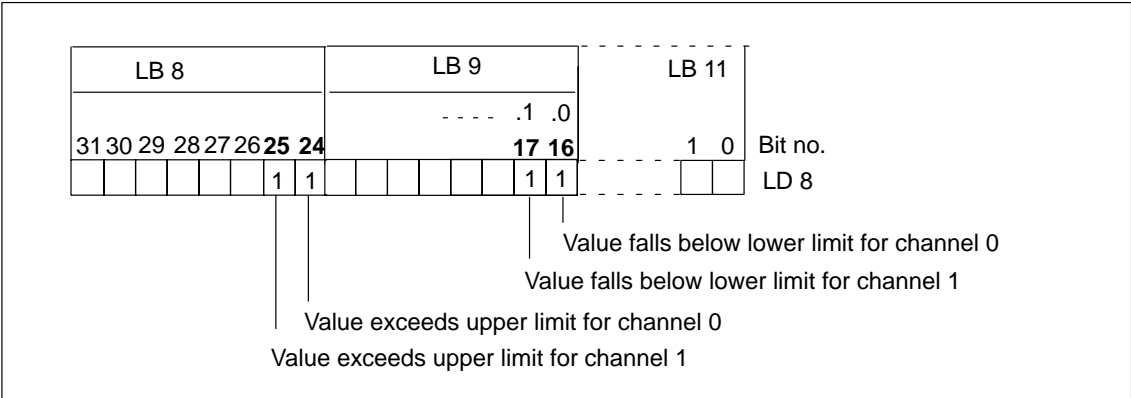 LB 8 LB 9 LB 11
.1 .0
31 30 29 28 27 26 25 24 17 16 1 0 Bit no.
1 1 1 1 LD 8
Value falls below lower limit for channel 0
Value falls below lower limit for channel 1
Value exceeds upper limit for channel 0
Value exceeds upper limit for channel 1